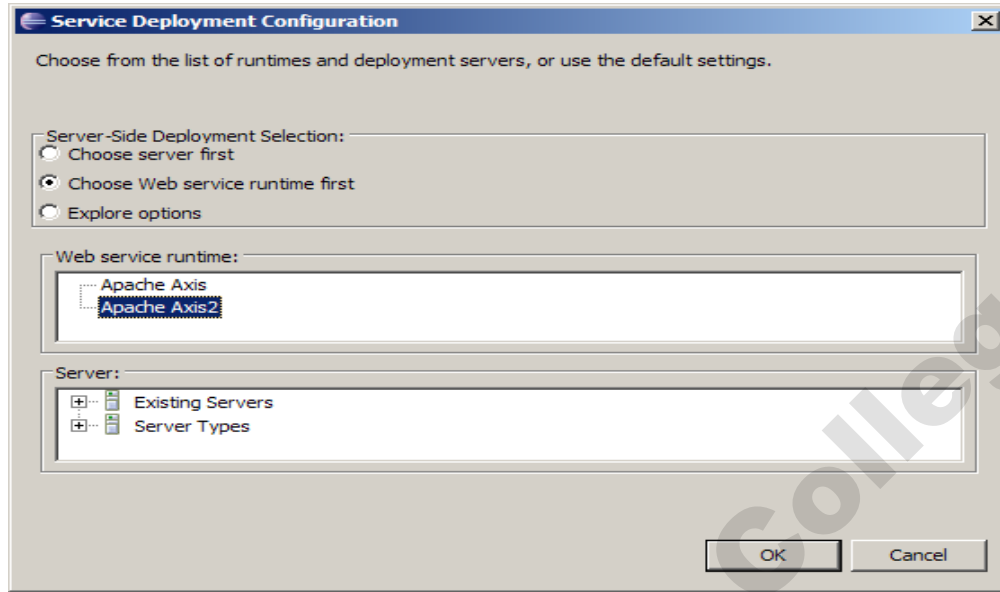 Service Deployment Configuration
Choose from the list of runtimes and deployment servers, or use the default settings.
Server-Side Deployment Selection:
Choose server first
Choose Web service runtime first
Explore options
Web service runtime:
Apache Axis
Apache Axis2
Server:
Existing Servers
Server Types
OK
Cancel
Colleg